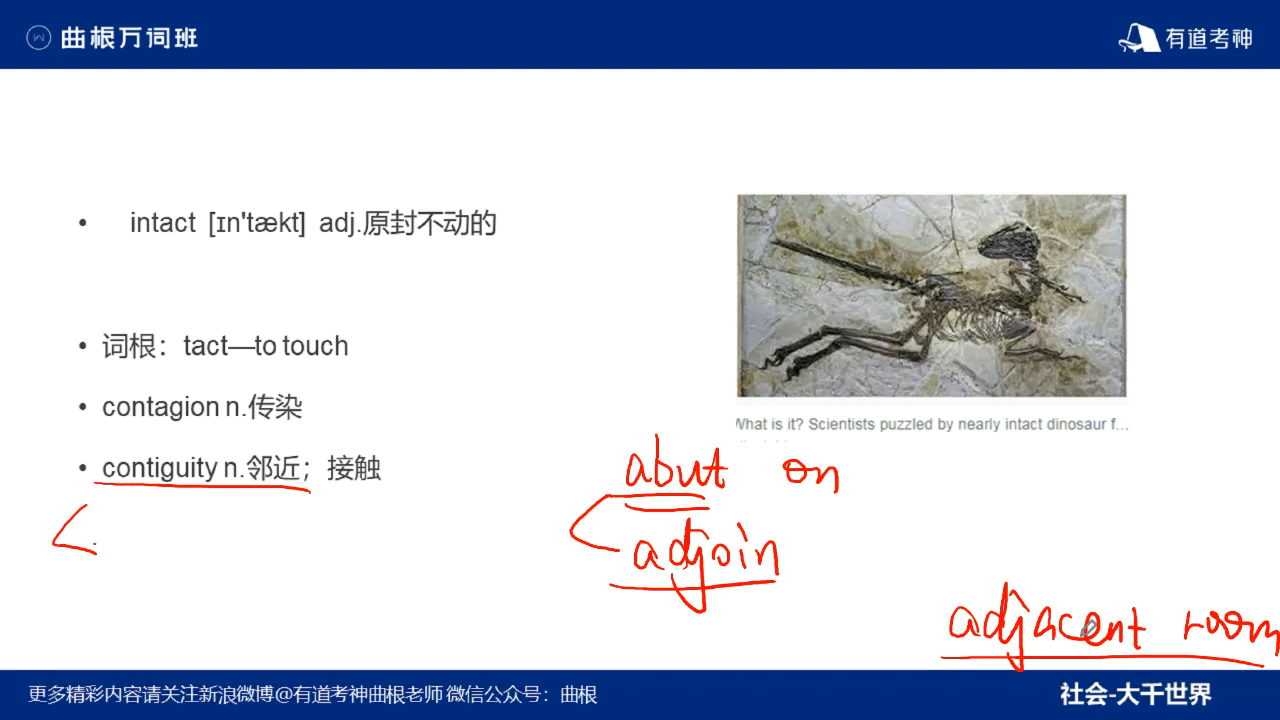 曲根万词班
有道考神
• intact [ɪn'tækt] adj.原封不动的
• 词根：tact—to touch
• contagion n.传染
• contiguity n.邻近；接触
What is it? Scientists puzzled by nearly intact dinosaur f...
abut on
adjoin
adjacent room
更多精彩内容请关注新浪微博@有道考神曲根老师 微信公众号：曲根
社会-大千世界